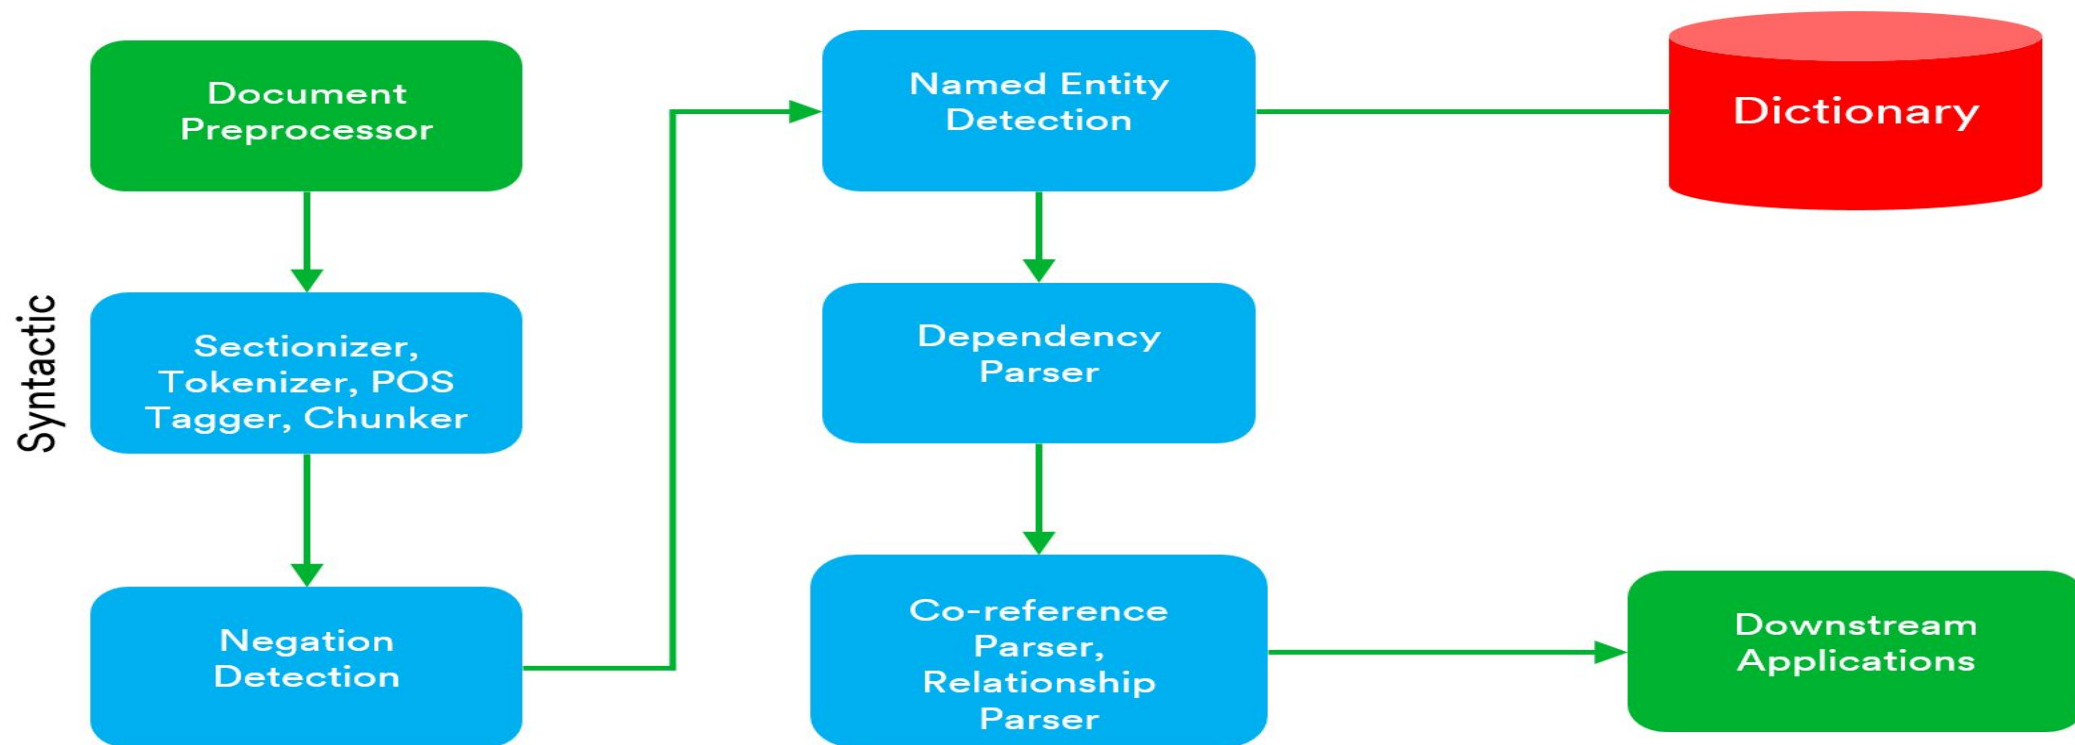 Document
Preprocessor
Syntactic
Sectionizer,
Tokenizer, POS
Tagger, Chunker
Negation
Detection
Named Entity
Detection
Dictionary
Dependency
Parser
Co-reference
Parser,
Relationship
Parser
Downstream
Applications